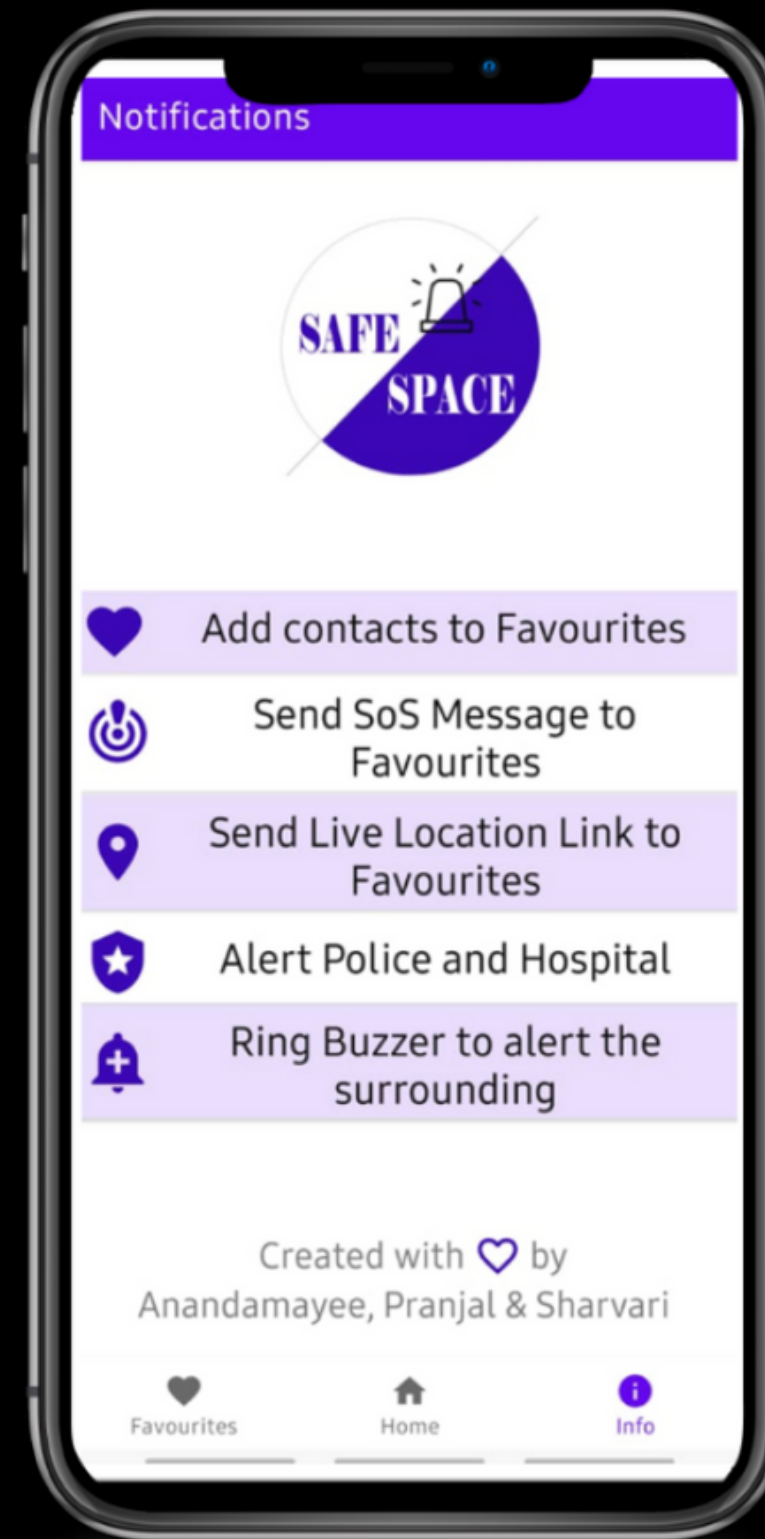 Notifications
SAFE
SPACE
Add contacts to Favourites
Send SoS Message to
Favourites
Send Live Location Link to
Favourites
Alert Police and Hospital
Ring Buzzer to alert the
surrounding
Created with by
Anandamayee, Pranjal & Sharvari
Favourites Home Info